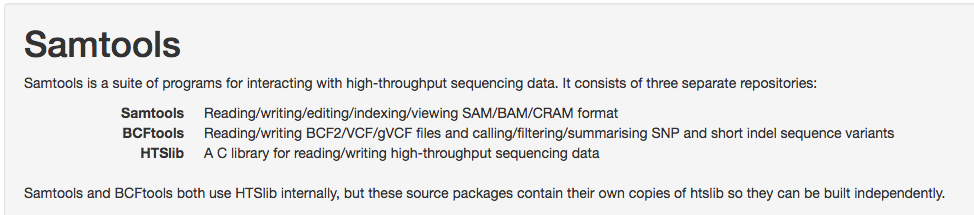 Samtools
Samtools is a suite of programs for interacting with high-throughput sequencing data. It consists of three separate repositories:
Samtools Reading/writing/editing/indexing/viewing SAM/BAM/CRAM format
BCFtools Reading/writing BCF2/VCF/gVCF files and calling/filtering/summarising SNP and short indel sequence variants
HTSlib A C library for reading/writing high-throughput sequencing data
Samtools and BCFtools both use HTSlib internally, but these source packages contain their own copies of htslib so they can be built independently.